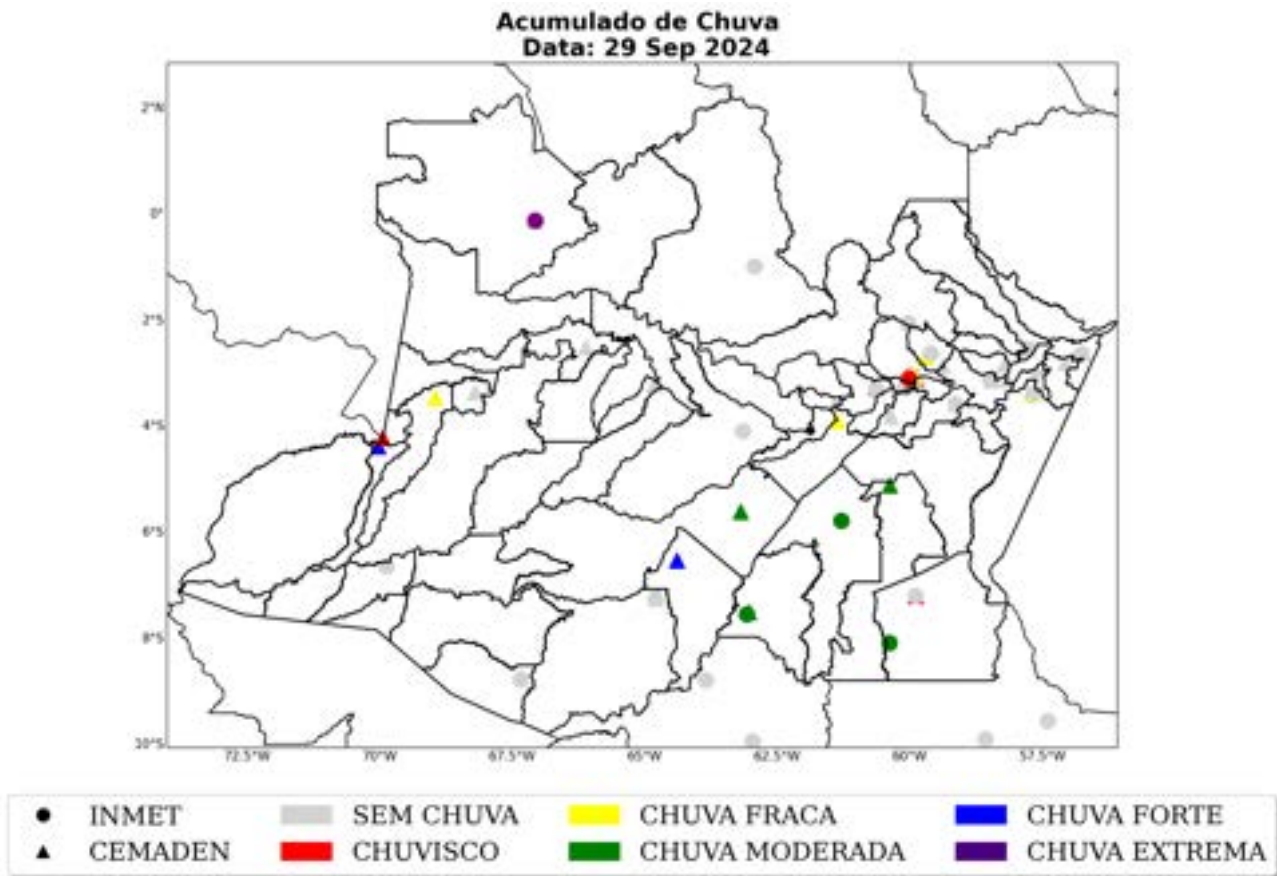 Acumulado de Chuva
Data: 29 Sep 2024
2°N
0°
2°S
4°S
6°S
8°S
10°S
72.5°W 70°W 67.5°W 65°W 62.5°W 60°W 57.5°W
INMET SEM CHUVA CHUVA FRACA CHUVA FORTE
CEMADEN CHUVISCO CHUVA MODERADA CHUVA EXTREMA